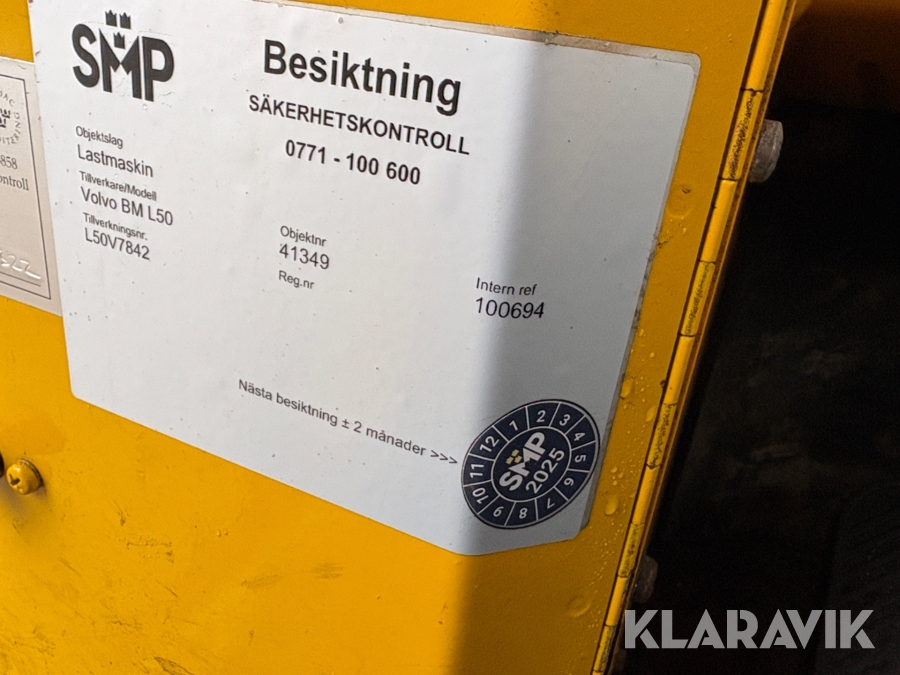 SMP
Besiktning
SÄKERHETSKONTROLL
0771 - 100 600
Objektslag
Lastmaskin
Tillverkare/Modell
Volvo BM L50
Tillverkningsnr.
L50V7842
Objektnr
41349
Reg.nr
Intern ref
100694
Nästa besiktning ± 2 månader >>>
1 2 3 4 5 6 7 8 9 10 11 12
SMP
2025
858
ntroll
KLARAVIK